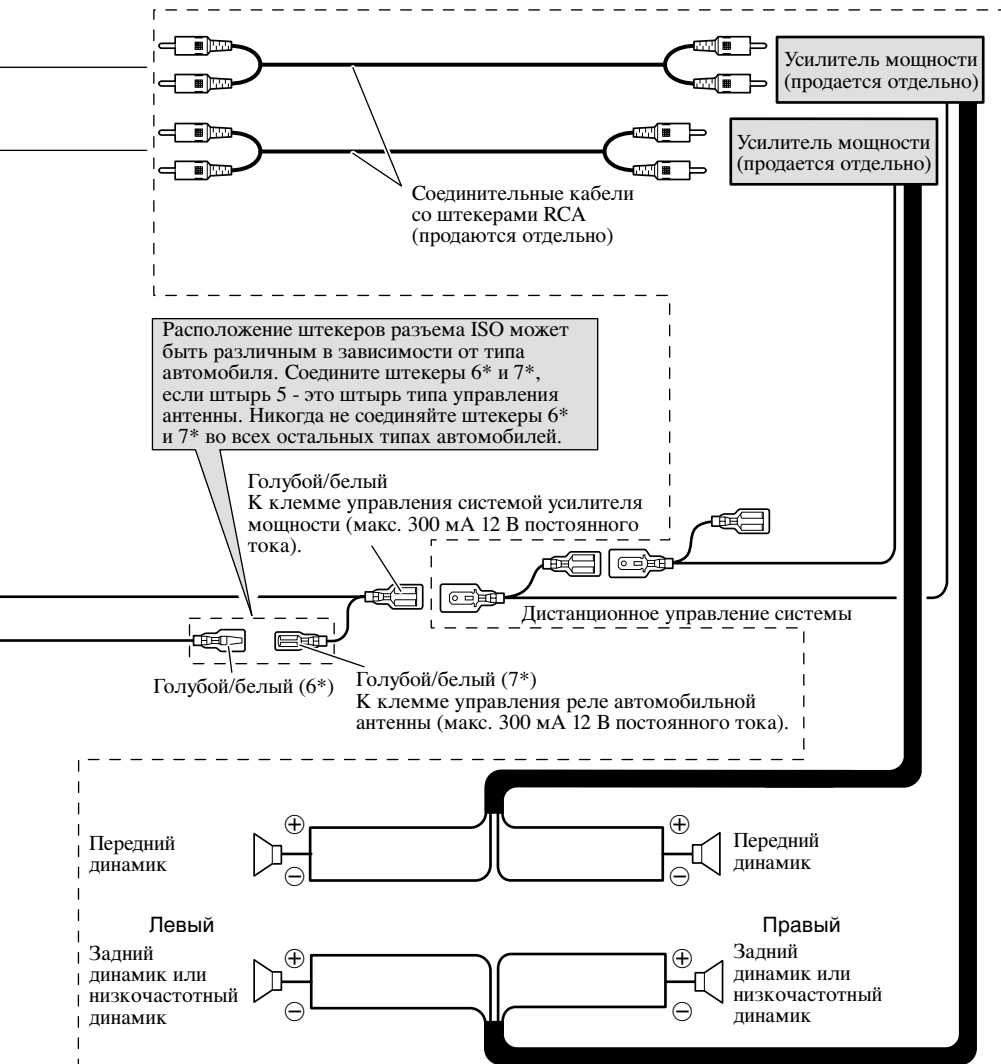 Усилитель мощности
(продается отдельно)
Усилитель мощности
(продается отдельно)
Соединительные кабели
со штекерами RCA
(продаются отдельно)
Расположение штекеров разъема ISO может
быть различным в зависимости от типа
автомобиля. Соедините штекеры 6* и 7*,
если штырь 5 - это штырь типа управления
антенны. Никогда не соединяйте штекеры 6*
и 7* во всех остальных типах автомобилей.
Голубой/белый
К клемме управления системой усилителя
мощности (макс. 300 мА 12 В постоянного
тока).
Дистанционное управление системы
Голубой/белый (6*)
Голубой/белый (7*)
К клемме управления реле автомобильной
антенны (макс. 300 мА 12 В постоянного тока).
Передний
динамик
+
−
+
−
Передний
динамик
Левый
Правый
Задний
динамик или
низкочастотный
динамик
+
−
+
−
Задний
динамик или
низкочастотный
динамик